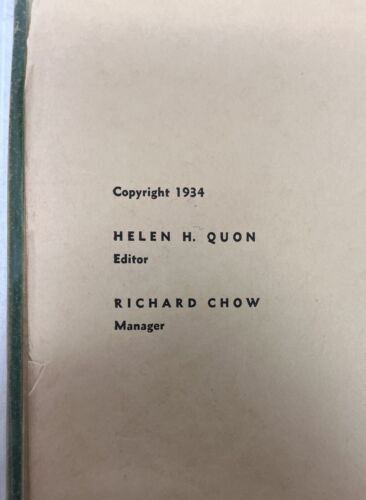 Copyright 1934
HELEN H. QUON
Editor
RICHARD CHOW
Manager